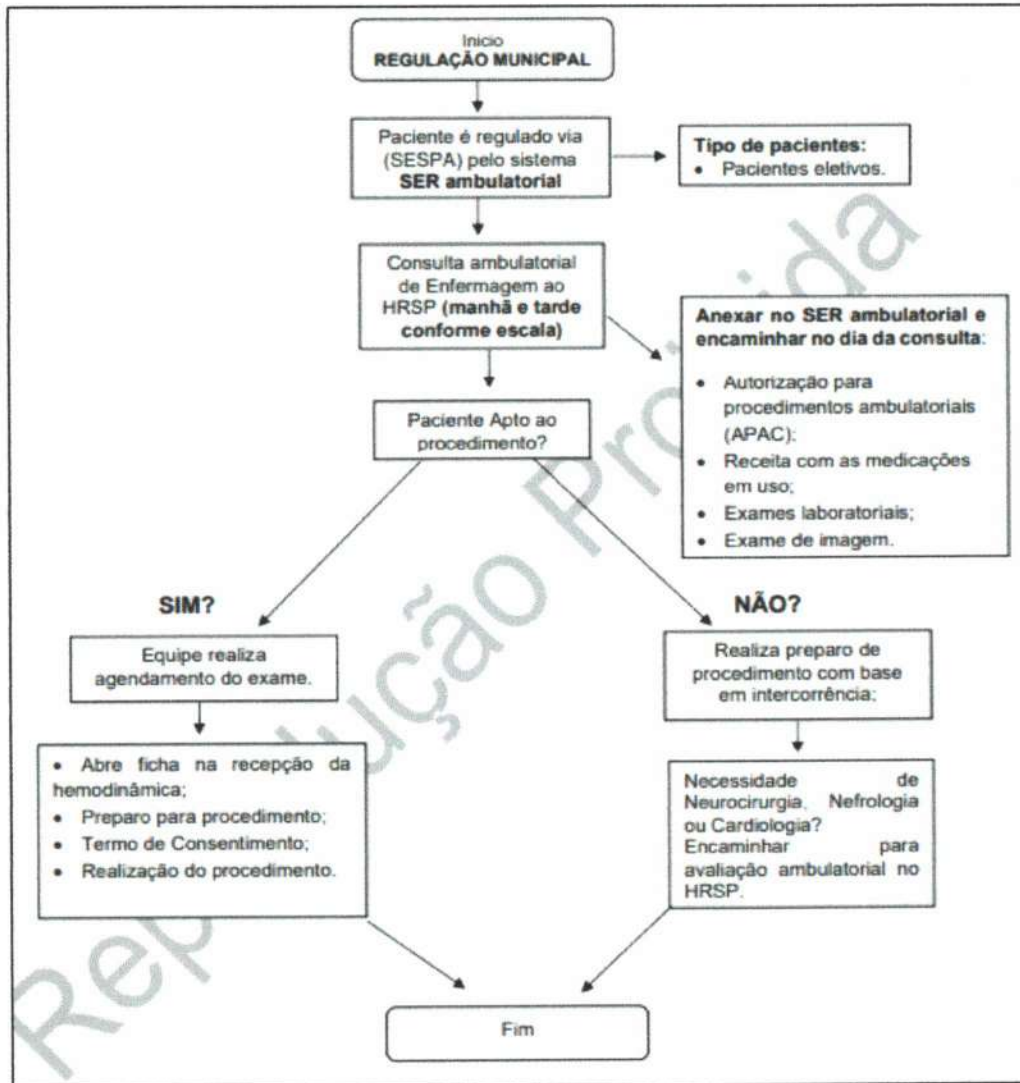 Inicio
REGULAÇÃO MUNICIPAL
Paciente é regulado via
(SESPA) pelo sistema
SER ambulatorial
Tipo de pacientes:
• Pacientes eletivos.
Consulta ambulatorial
de Enfermagem ao
HRSP (manhã e tarde
conforme escala)
Anexar no SER ambulatorial e
encaminhar no dia da consulta:
• Autorização para
procedimentos ambulatoriais
(APAC);
• Receita com as medicações
em uso;
• Exames laboratoriais;
• Exame de imagem.
Paciente Apto ao
procedimento?
SIM?
Equipe realiza
agendamento do exame.
• Abre ficha na recepção da
hemodinâmica;
• Preparo para procedimento;
• Termo de Consentimento;
• Realização do procedimento.
NÃO?
Realiza preparo de
procedimento com base
em intercorrência;
Necessidade de
Neurocirurgia, Nefrologia
ou Cardiologia?
Encaminhar para
avaliação ambulatorial no
HRSP.
Fim
Reprodução Proibida